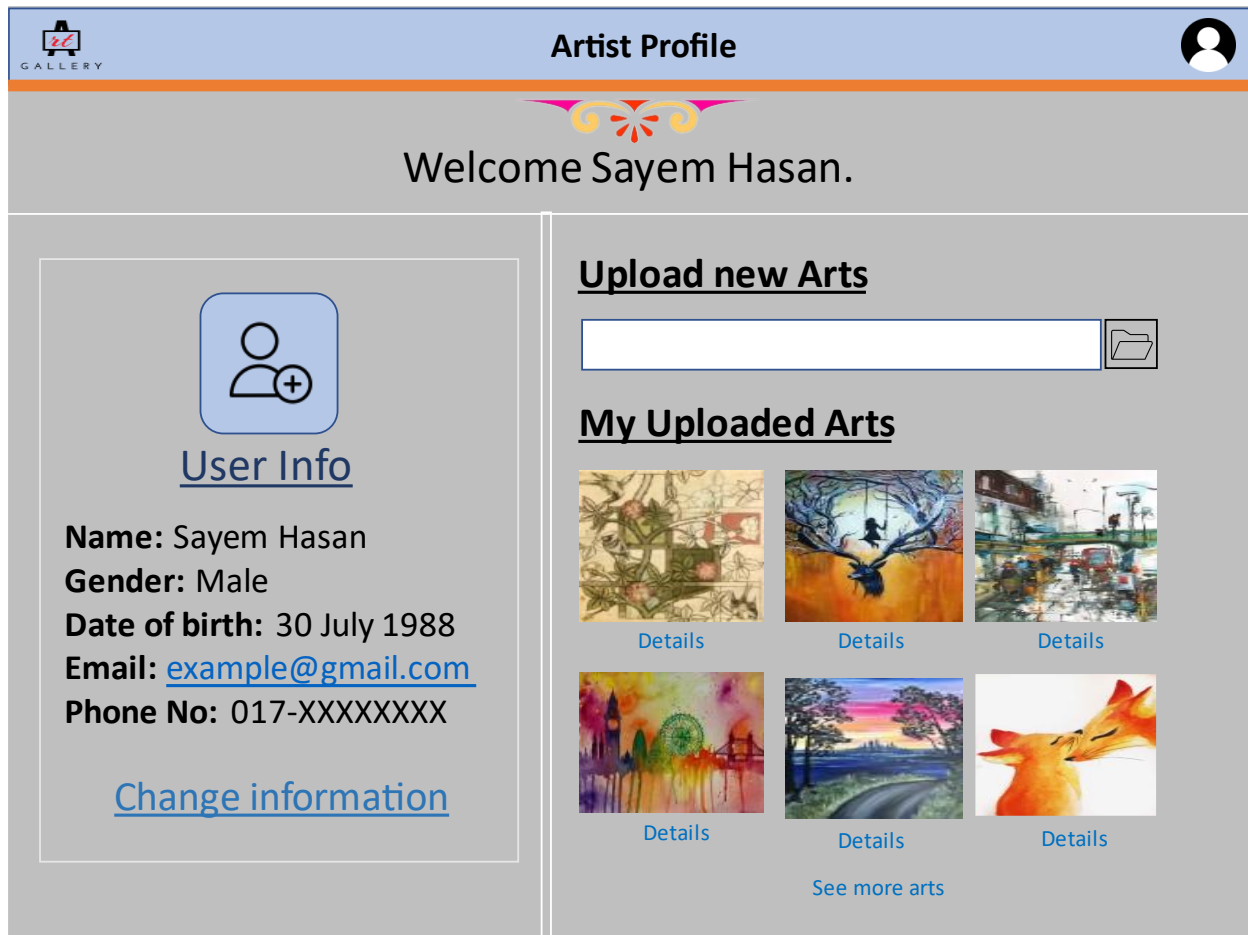 Art
GALLERY
Artist Profile
Welcome Sayem Hasan.
User Info
Name: Sayem Hasan
Gender: Male
Date of birth: 30 July 1988
Email: example@gmail.com
Phone No: 017-XXXXXXXX
Change information
Upload new Arts
My Uploaded Arts
Details
Details
Details
Details
Details
Details
See more arts